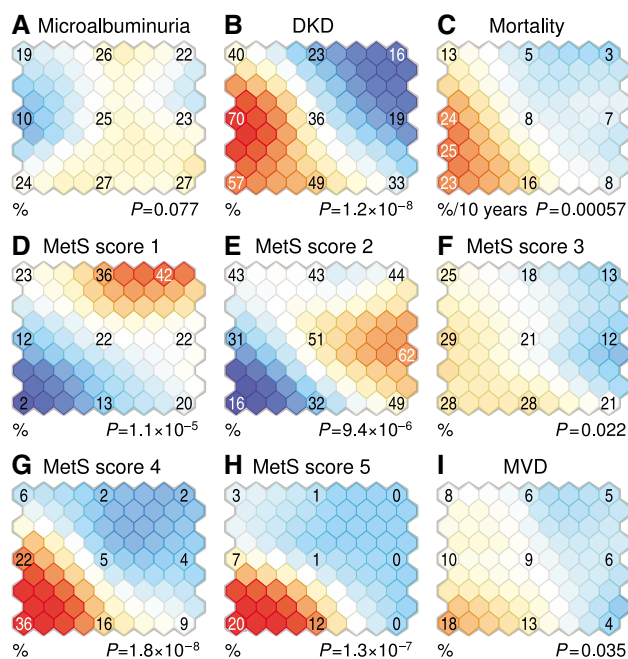 A Microalbuminuria B DKD C Mortality
19 26 22 40 23 16 13 5 3
10 25 23 70 36 19 24 8 7
25
24 27 27 57 49 33 23 16 8
% P=0.077 % P=1.2×10⁻⁸ %/10 years P=0.00057
D MetS score 1 E MetS score 2 F MetS score 3
23 36 42 43 43 44 25 18 13
12 22 22 31 51 62 29 21 12
2 13 20 16 32 49 28 28 21
% P=1.1×10⁻⁵ % P=9.4×10⁻⁶ % P=0.022
G MetS score 4 H MetS score 5 I MVD
6 2 2 3 1 0 8 6 5
22 5 4 7 1 0 10 9 6
36 16 9 20 12 0 18 13 4
% P=1.8×10⁻⁸ % P=1.3×10⁻⁷ % P=0.035